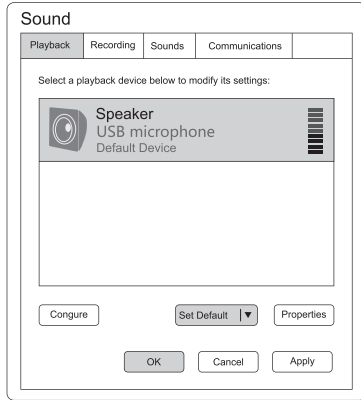 Sound
Playback Recording Sounds Communications
Select a playback device below to modify its settings:
Speaker
USB microphone
Default Device
Congure Set Default Properties
OK Cancel Apply